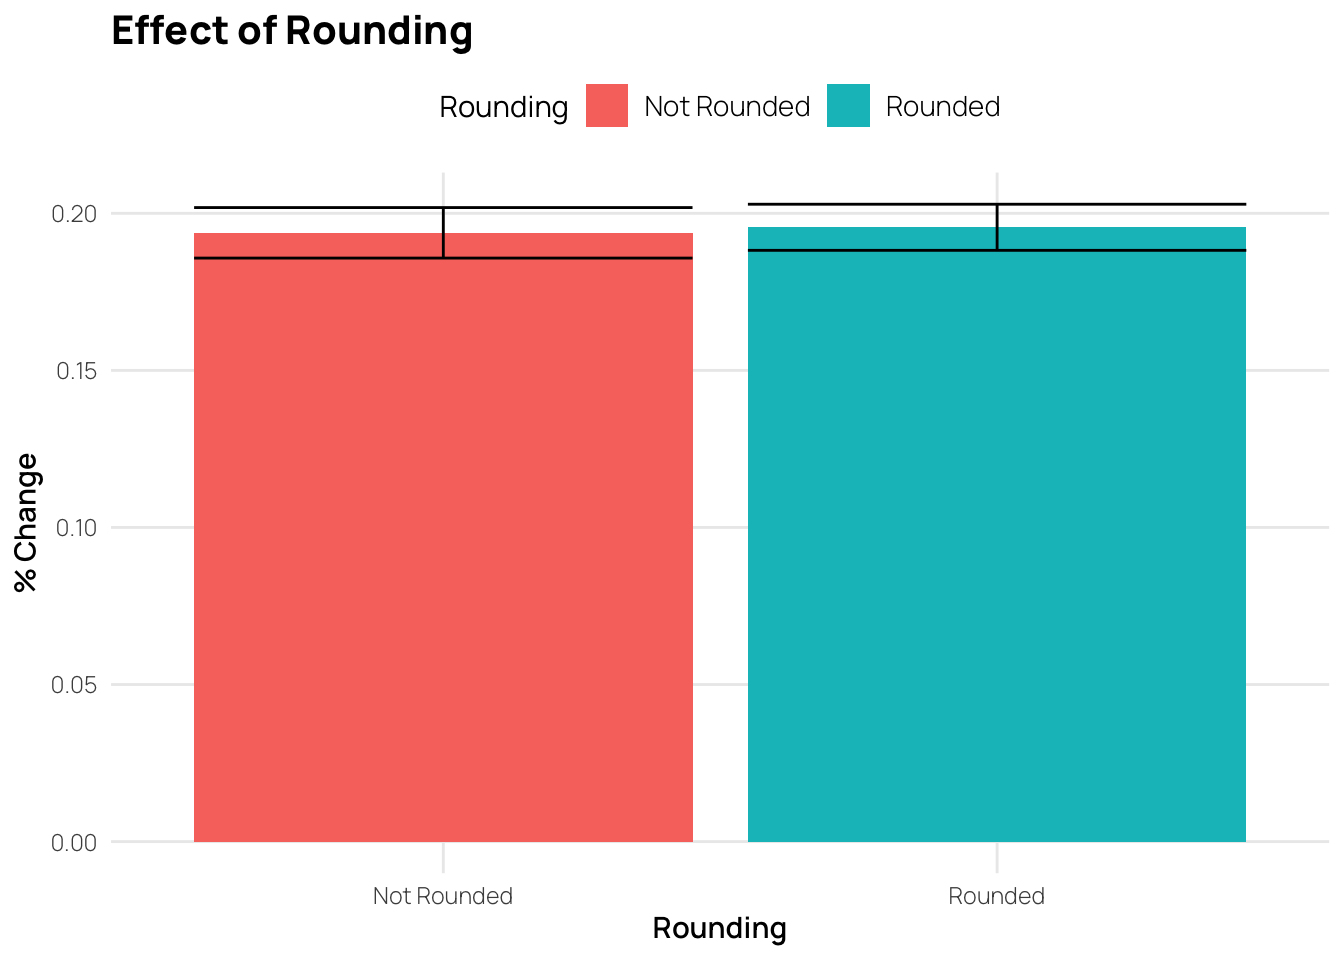 Effect of Rounding
Rounding Not Rounded Rounded
0.20
0.15
0.10
0.05
0.00
% Change
Not Rounded Rounded
Rounding